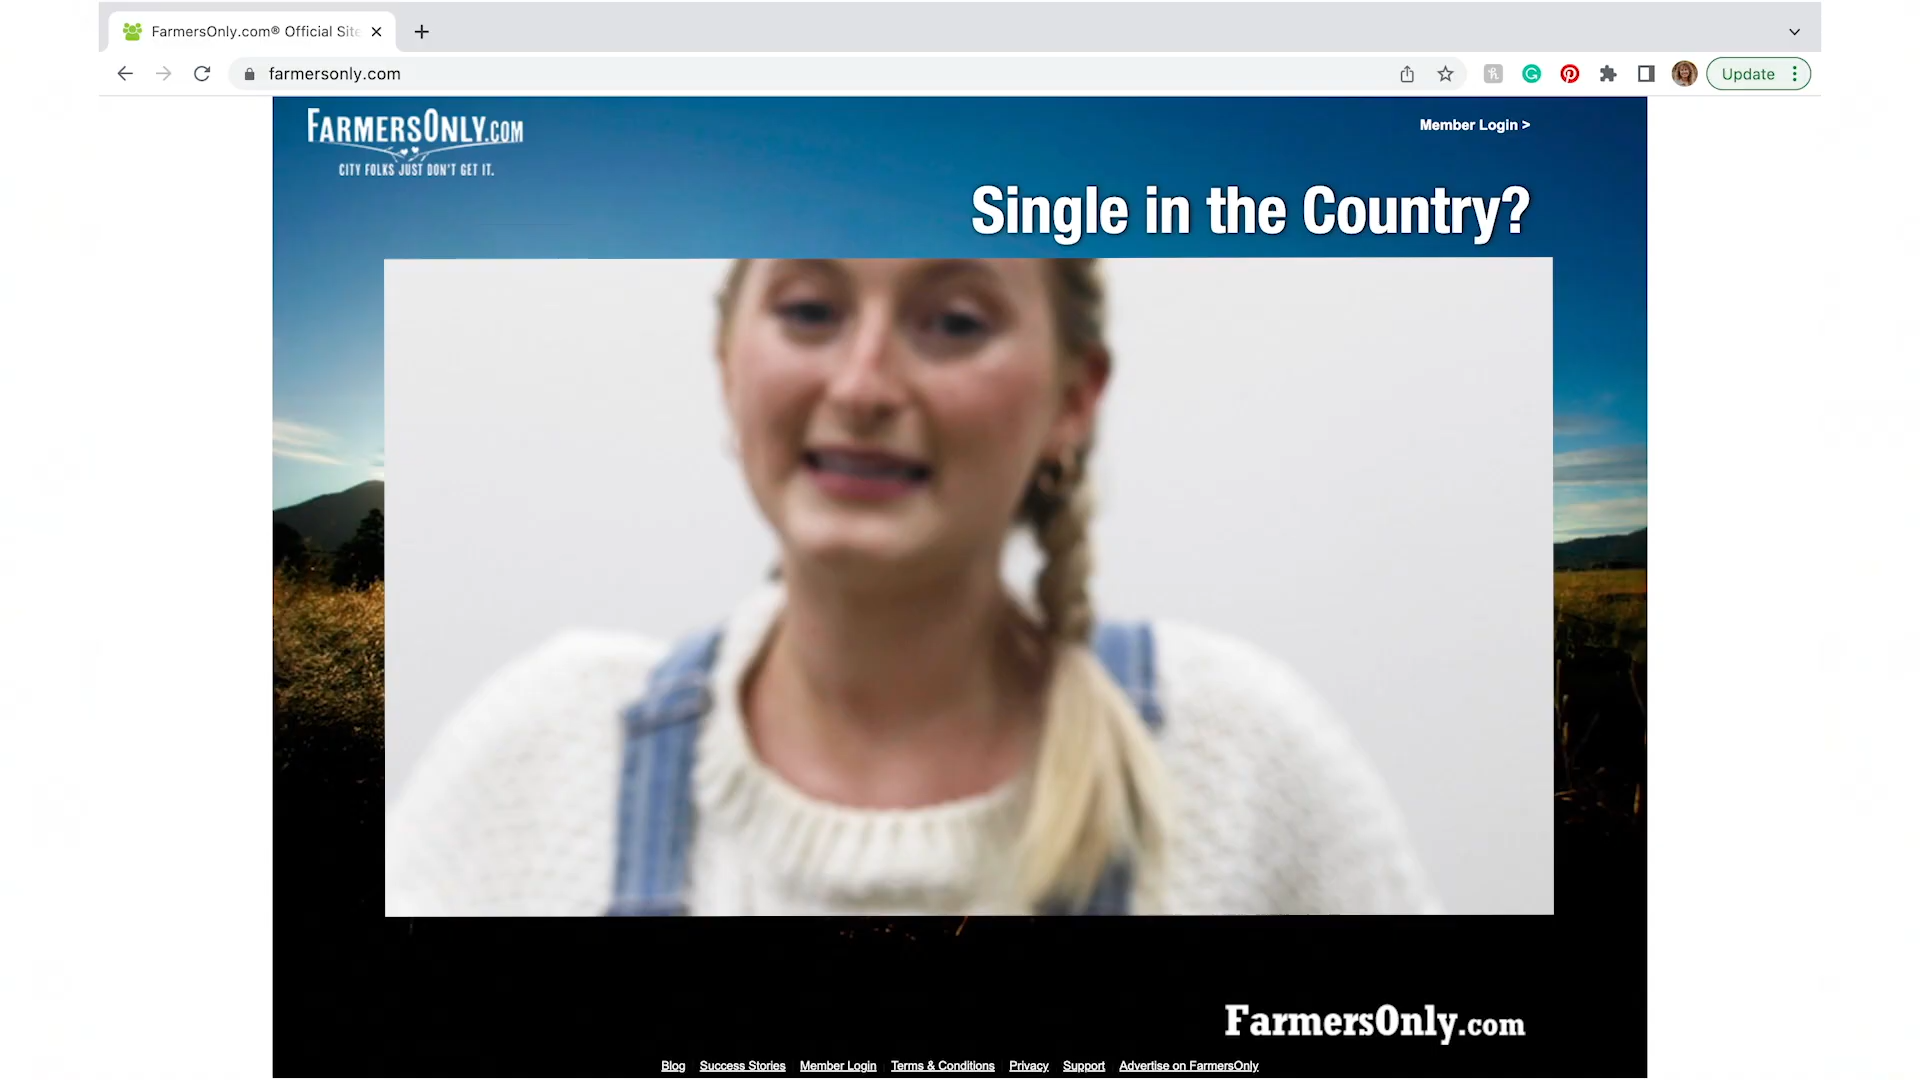 FarmersOnly.com® Official Site
farmersonly.com
Update
FARMERSONLY.COM
CITY FOLKS JUST DON'T GET IT.
Member Login >
Single in the Country?
FarmersOnly.com
Blog Success Stories Member Login Terms & Conditions Privacy Support Advertise on FarmersOnly